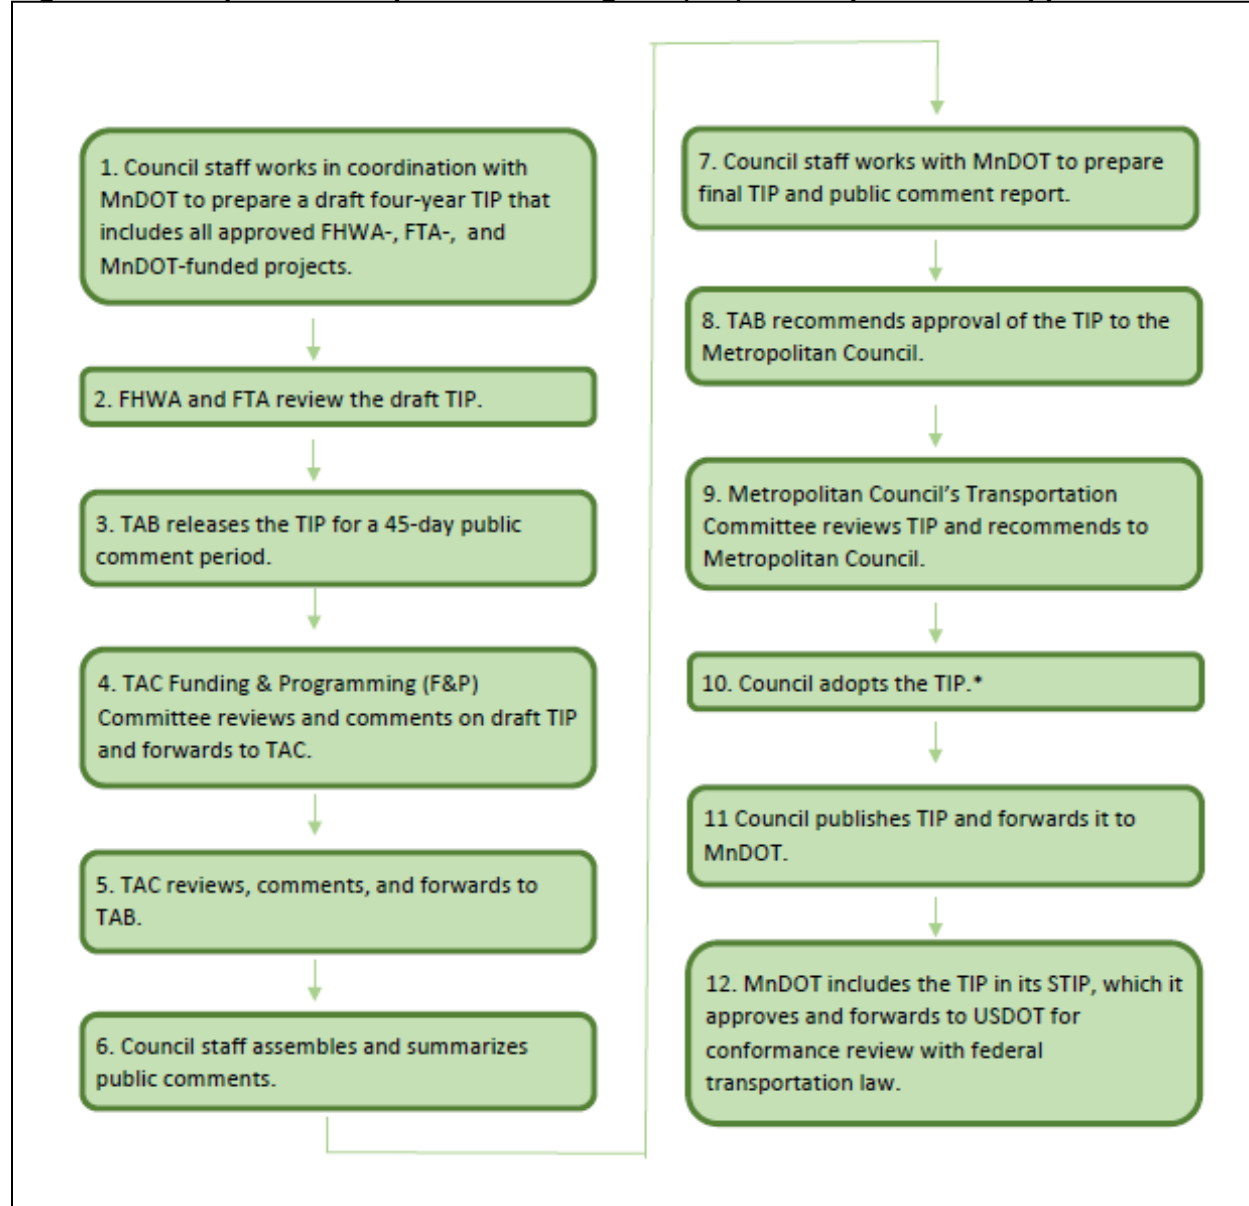 1. Council staff works in coordination with
MnDOT to prepare a draft four-year TIP that
includes all approved FHWA-, FTA-, and
MnDOT-funded projects.
2. FHWA and FTA review the draft TIP.
3. TAB releases the TIP for a 45-day public
comment period.
4. TAC Funding & Programming (F&P)
Committee reviews and comments on draft TIP
and forwards to TAC.
5. TAC reviews, comments, and forwards to
TAB.
6. Council staff assembles and summarizes
public comments.
7. Council staff works with MnDOT to prepare
final TIP and public comment report.
8. TAB recommends approval of the TIP to the
Metropolitan Council.
9. Metropolitan Council’s Transportation
Committee reviews TIP and recommends to
Metropolitan Council.
10. Council adopts the TIP.*
11 Council publishes TIP and forwards it to
MnDOT.
12. MnDOT includes the TIP in its STIP, which it
approves and forwards to USDOT for
conformance review with federal
transportation law.